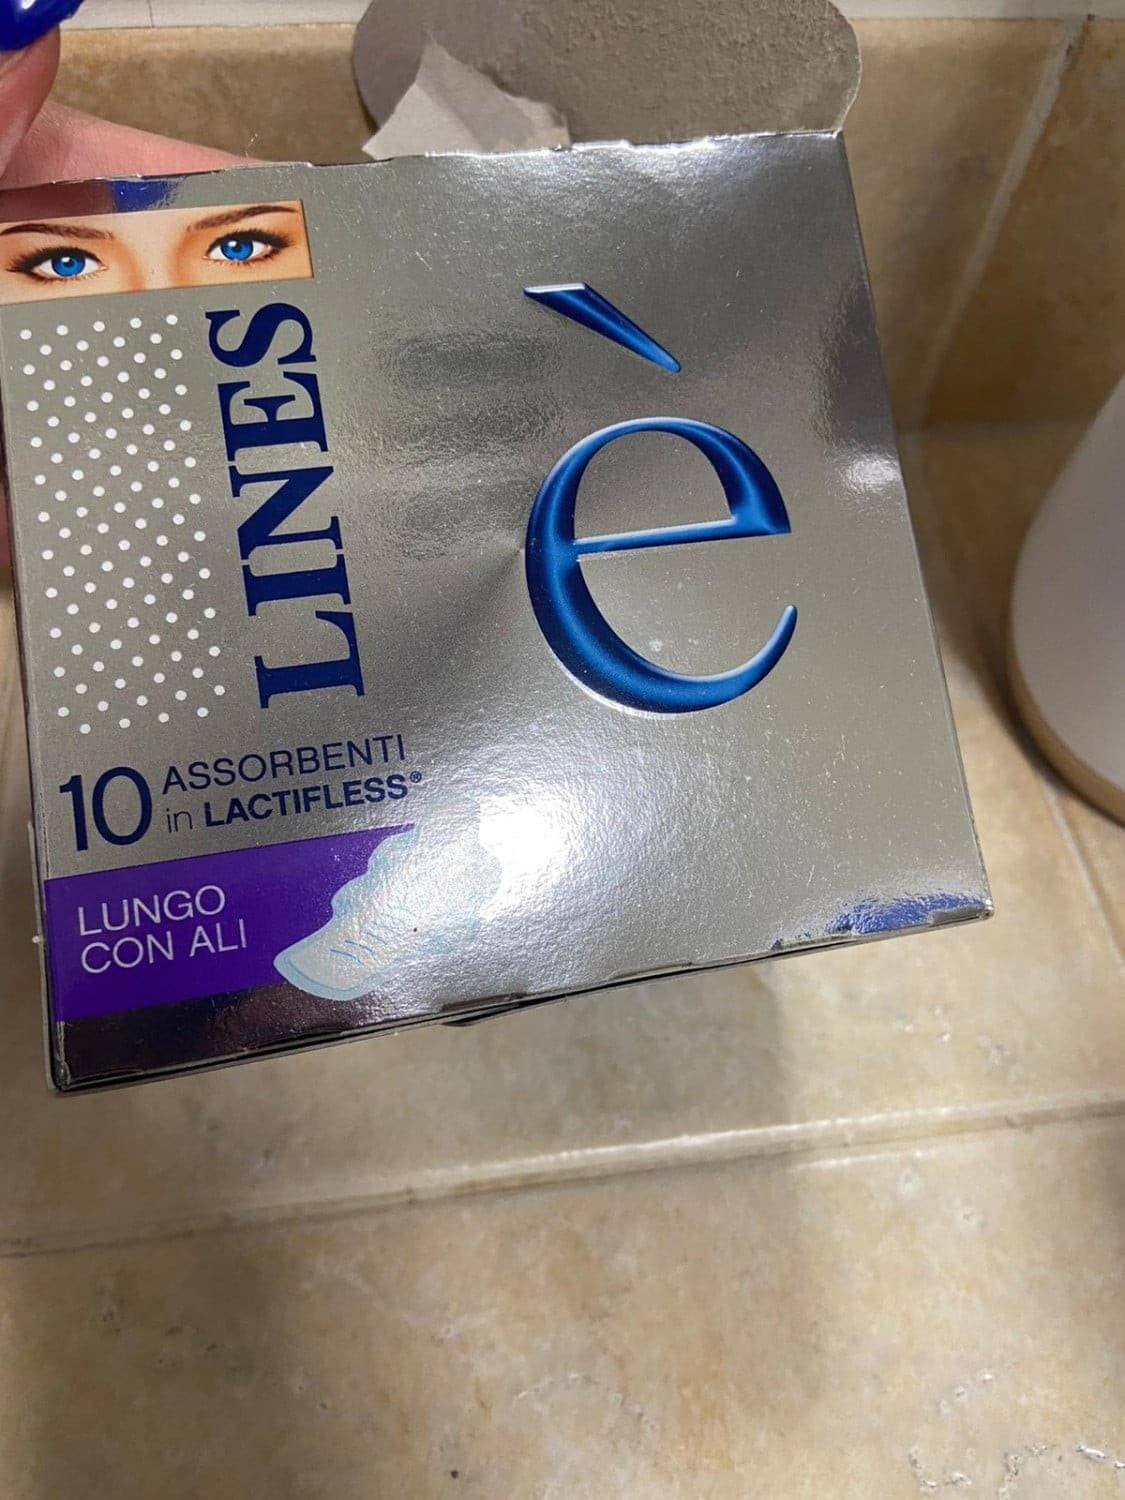 LINES
è
10 ASSORBENTI
in LACTIFLESS®
LUNGO
CON ALI